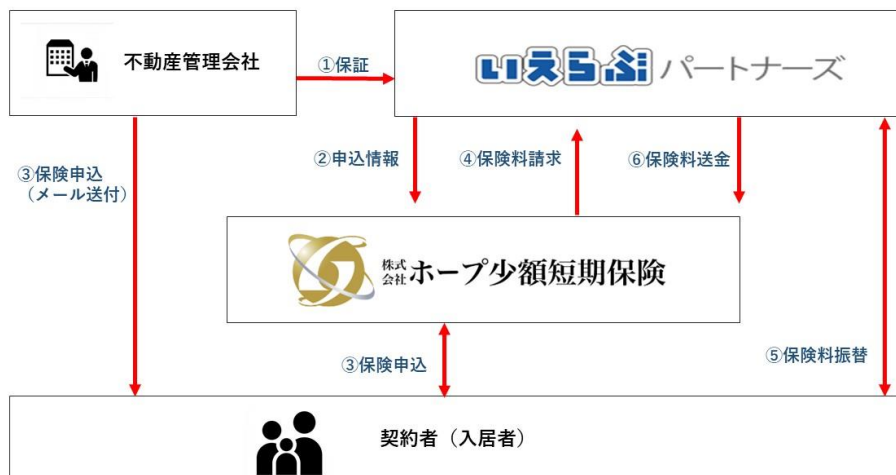 不動産管理会社
①保証
いえらぶ パートナーズ
③保険申込
（メール送付）
②申込情報
④保険料請求
⑥保険料送金
株式会社ホープ少額短期保険
③保険申込
⑤保険料振替
契約者（入居者）